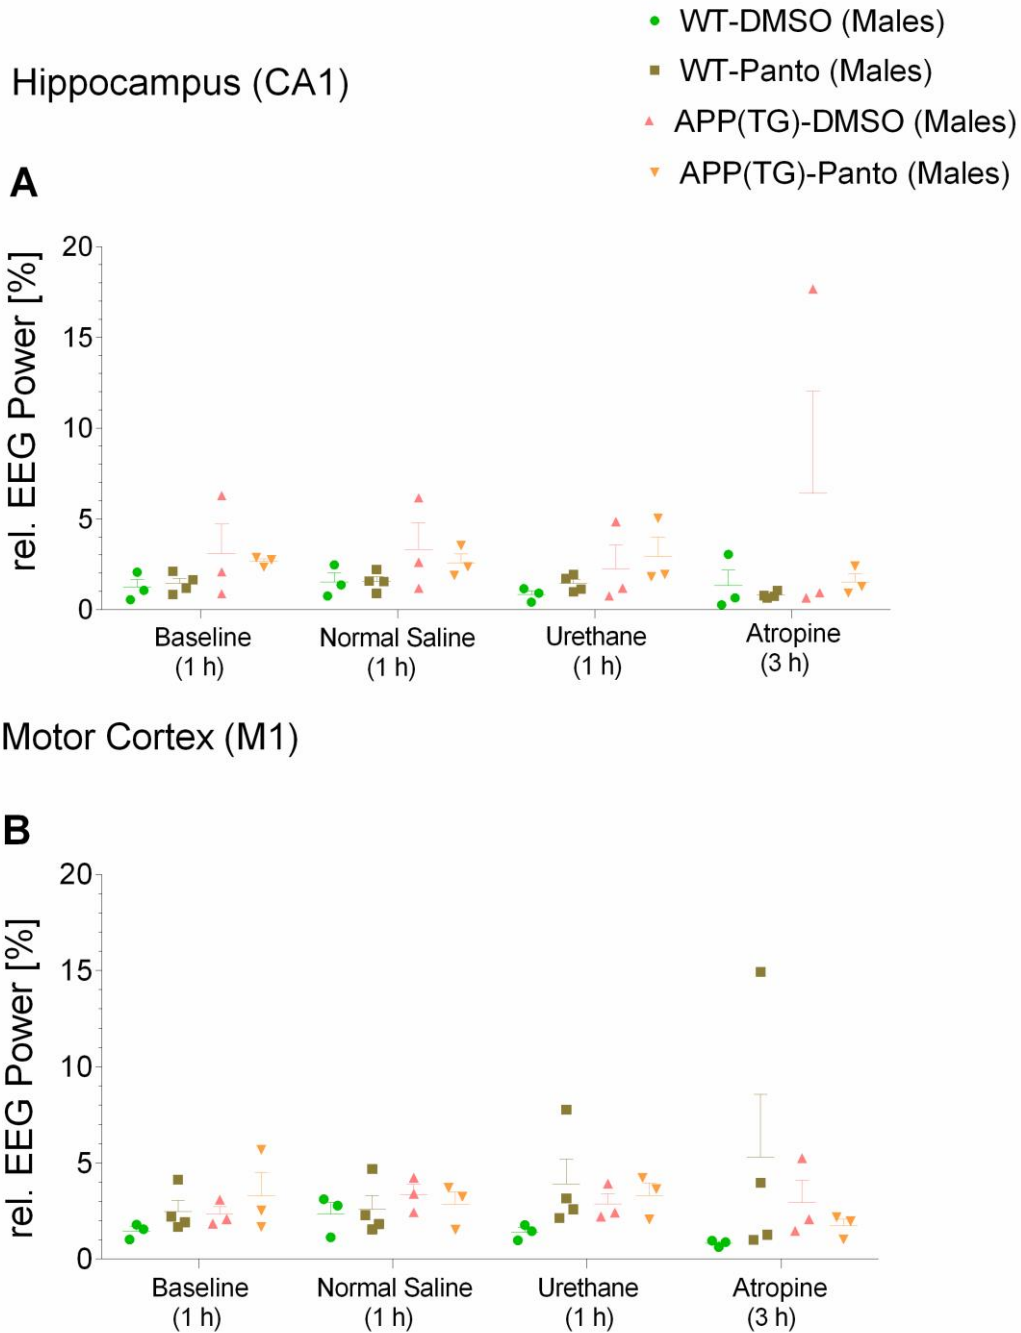 WT-DMSO (Males)
Hippocampus (CA1)
WT-Panto (Males)
APP(TG)-DMSO (Males)
APP(TG)-Panto (Males)
A
rel. EEG Power [%]
20
15
10
5
0
Baseline
(1 h)
Normal Saline
(1 h)
Urethane
(1 h)
Atropine
(3 h)
Motor Cortex (M1)
B
rel. EEG Power [%]
20
15
10
5
0
Baseline
(1 h)
Normal Saline
(1 h)
Urethane
(1 h)
Atropine
(3 h)